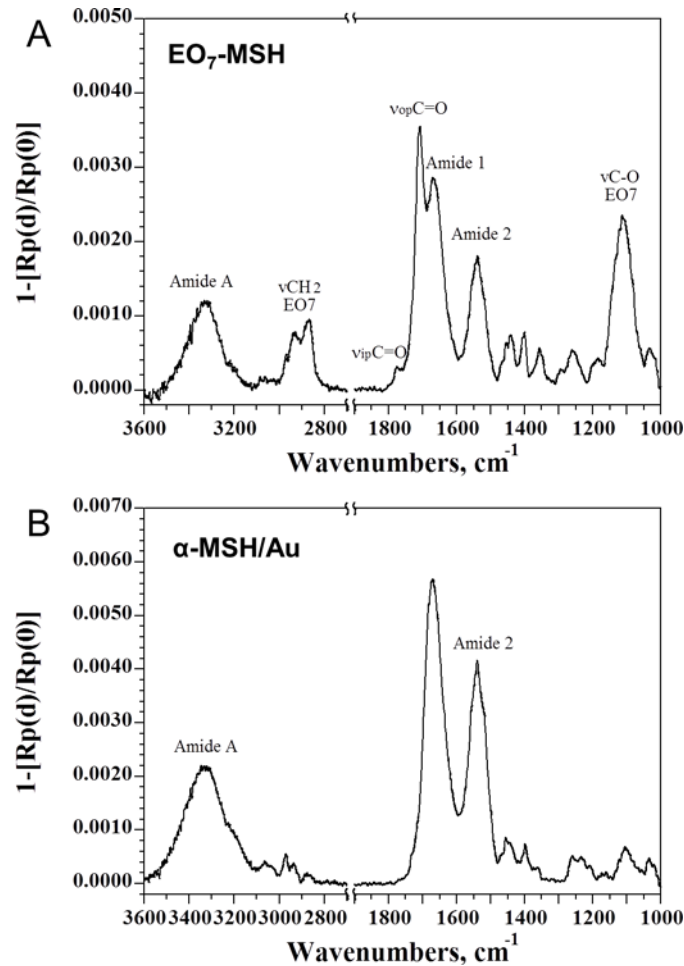 A
EO₇-MSH
0.0050
0.0040
0.0030
0.0020
0.0010
0.0000
1-[Rp(d)/Rp(0)]
νopC=O
Amide 1
νC-O
EO7
Amide 2
Amide A
νCH2
EO7
νipC=O
3600 3200 2800 1800 1600 1400 1200 1000
Wavenumbers, cm⁻¹
B
α-MSH/Au
0.0070
0.0060
0.0050
0.0040
0.0030
0.0020
0.0010
0.0000
1-[Rp(d)/Rp(0)]
Amide 2
Amide A
3600 3400 3200 3000 2800 1800 1600 1400 1200 1000
Wavenumbers, cm⁻¹